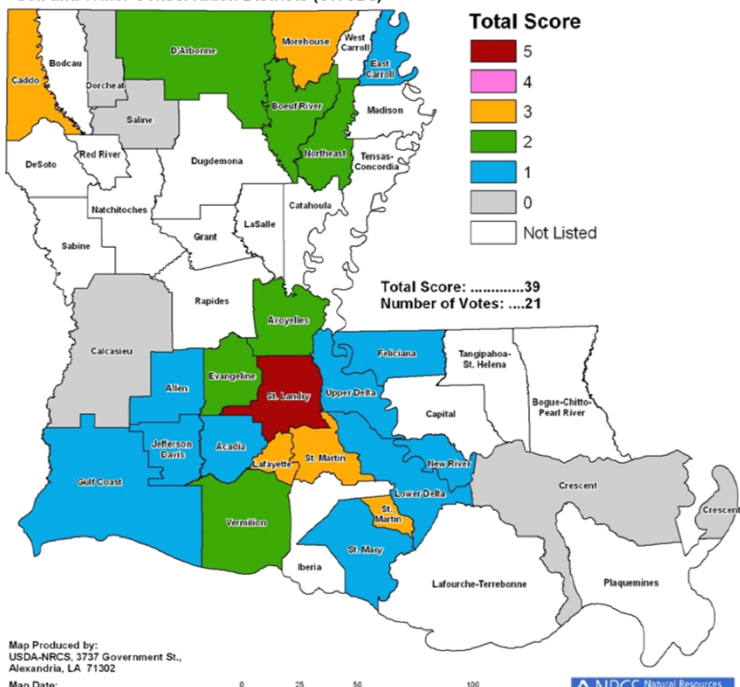 Total Score
5
4
3
2
1
0
Not Listed
Total Score: ............39
Number of Votes: ....21
Caddo
Bodcau
Dorcheat
D'Arbonne
Morehouse
West
Carroll
East
Carroll
Saline
Boeuf River
Madison
DeSoto
Red River
Dugdemona
Northeast
Tensas-
Concordia
Natchitoches
Sabine
Grant
LaSalle
Catahoula
Rapides
Avoyelles
Calcasieu
Allen
Evangeline
St. Landry
Upper Delta
Feliciana
Tangipahoa-
St. Helena
Bogue-Chitto-
Pearl River
Capital
Gulf Coast
Jefferson
Davis
Acadia
Lafayette
St. Martin
New River
Lower Delta
Crescent
Crescent
Vermilion
St.
Martin
St. Mary
Iberia
Lafourche-Terrebonne
Plaquemines
Map Produced by:
USDA-NRCS, 3737 Government St.,
Alexandria, LA 71302
Map Date:
0 25 50 100
NRCS Natural Resources